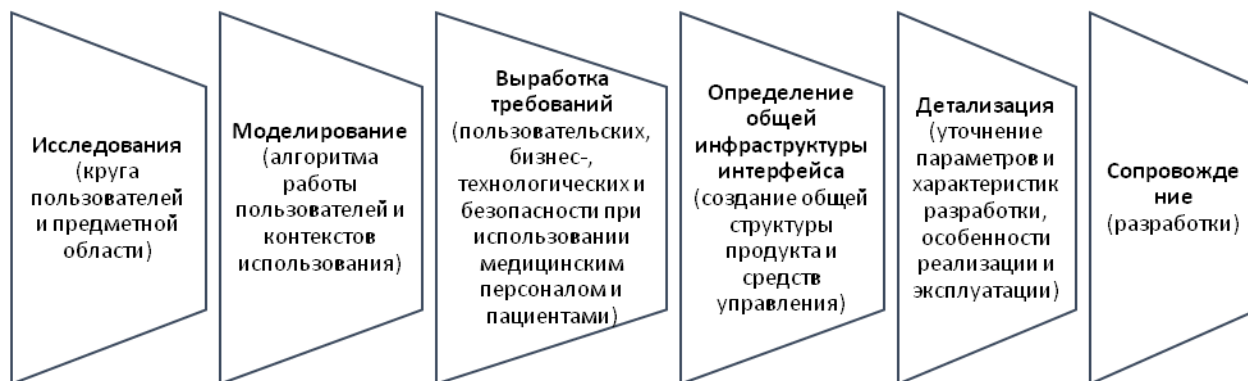 Исследования
(круга
пользователей
и предметной
области)
Моделирование
(алгоритма
работы
пользователей и
контекстов
использования)
Выработка
требований
(пользовательских,
бизнес-,
технологических и
безопасности при
использовании
медицинским
персоналом и
пациентами)
Определение
общей
инфраструктуры
интерфейса
(создание общей
структуры
продукта и
средств
управления)
Детализация
(уточнение
параметров и
характеристик
разработки,
особенности
реализации и
эксплуатации)
Сопровожде
ние
(разработки)